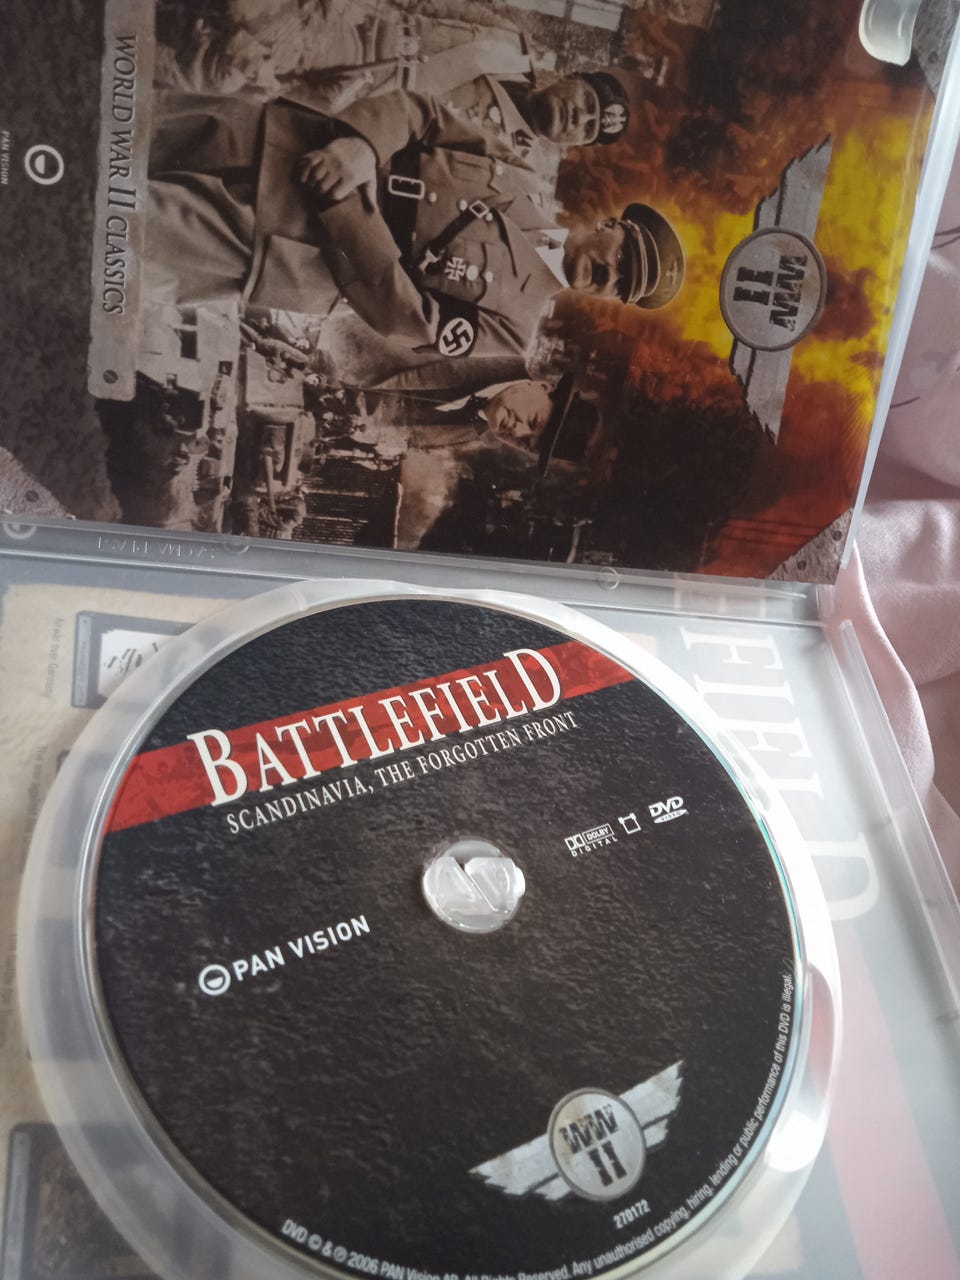 WORLD WAR II CLASSICS
PAN VISION
WW
II
BATTLEFIELD
SCANDINAVIA, THE FORGOTTEN FRONT
DOLBY
DIGITAL
DVD
VIDEO
PAN VISION
WW
II
270172
DVD © & ℗ 2006 PAN Vision AB. All Rights Reserved. Any unauthorised copying, hiring, lending or public performance of this DVD is illegal.
FIELD